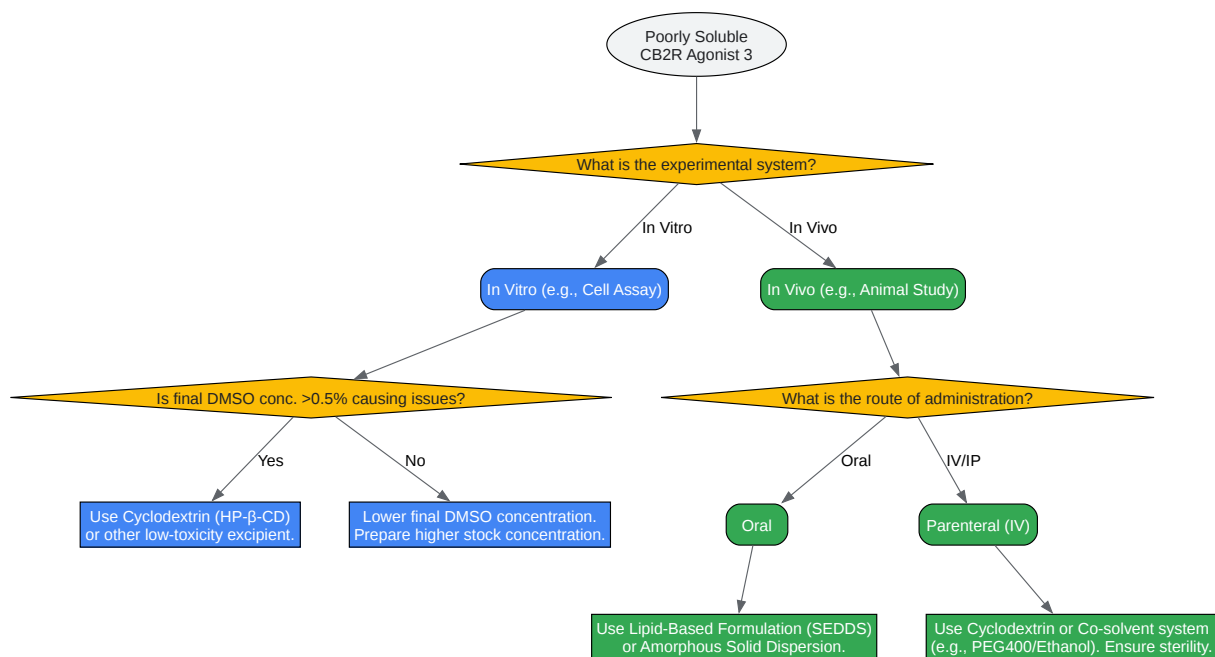 Poorly Soluble
CB2R Agonist 3
What is the experimental system?
In Vitro
In Vivo
In Vitro (e.g., Cell Assay)
In Vivo (e.g., Animal Study)
Is final DMSO conc. >0.5% causing issues?
What is the route of administration?
Yes
No
Oral
IV/IP
Use Cyclodextrin (HP-β-CD)
or other low-toxicity excipient.
Lower final DMSO concentration.
Prepare higher stock concentration.
Oral
Parenteral (IV)
Use Lipid-Based Formulation (SEDDS)
or Amorphous Solid Dispersion.
Use Cyclodextrin or Co-solvent system
(e.g., PEG400/Ethanol). Ensure sterility.